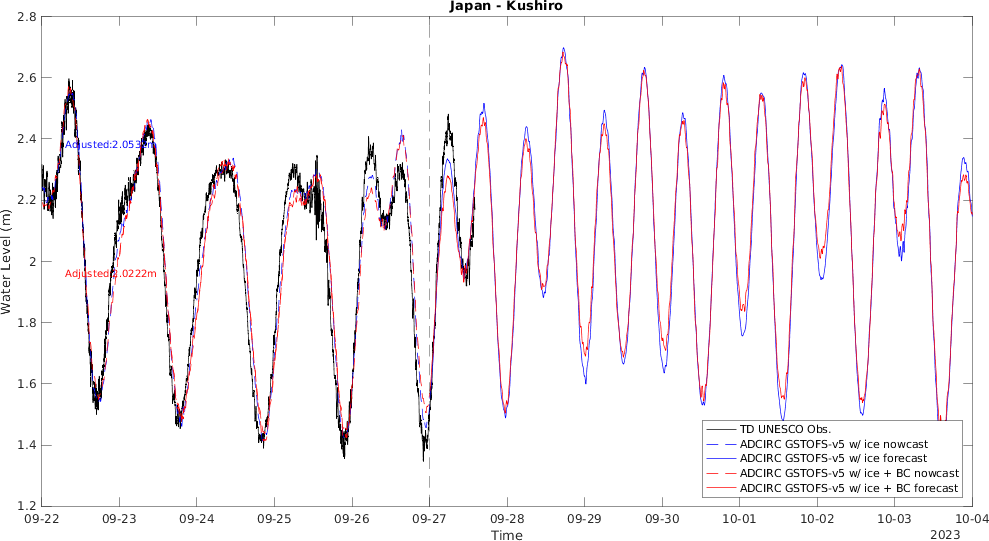 Japan - Kushiro
2.8
2.6
2.4
2.2
2
1.8
1.6
1.4
1.2
Water Level (m)
Adjusted:2.053 m
Adjusted:2.0222m
TD UNESCO Obs.
ADCIRC GSTOFS-v5 w/ ice nowcast
ADCIRC GSTOFS-v5 w/ ice forecast
ADCIRC GSTOFS-v5 w/ ice + BC nowcast
ADCIRC GSTOFS-v5 w/ ice + BC forecast
09-22 09-23 09-24 09-25 09-26 09-27 09-28 09-29 09-30 10-01 10-02 10-03 10-04
Time
2023